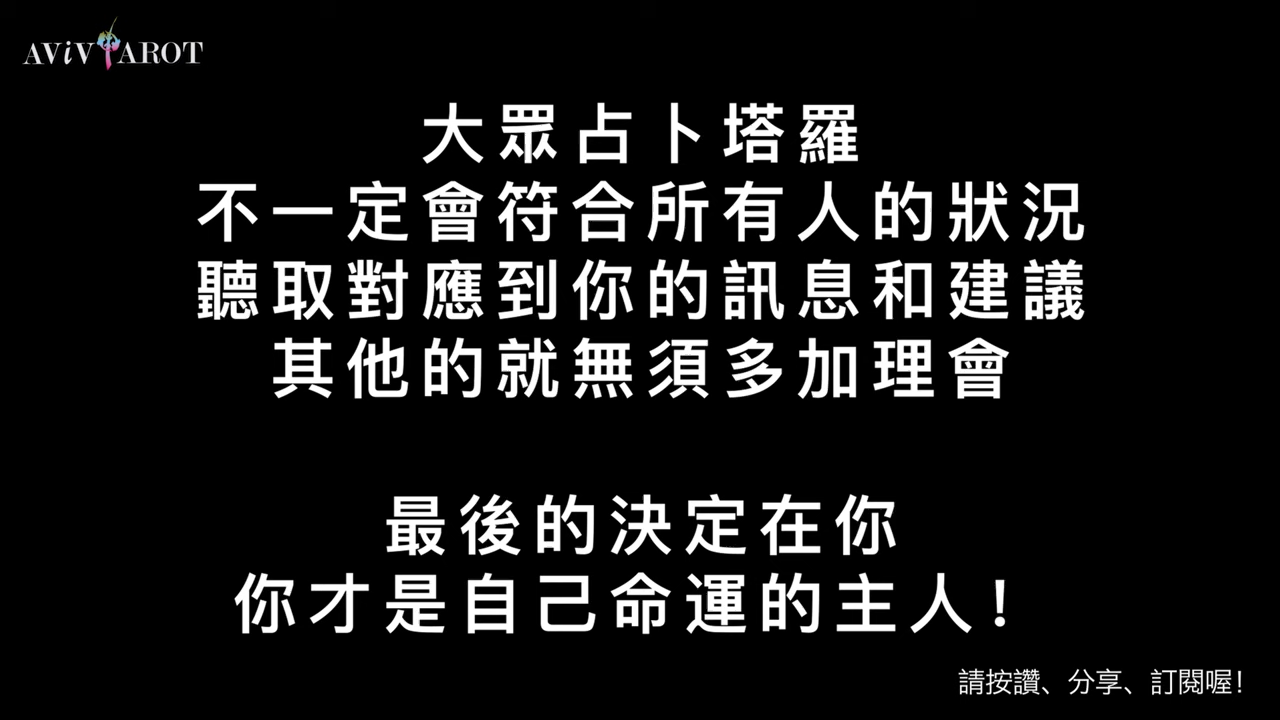 AViV TAROT
大眾占卜塔羅
不一定會符合所有人的狀況
聽取對應到你的訊息和建議
其他的就無須多加理會
最後的決定在你
你才是自己命運的主人！
請按讚、分享、訂閱喔！